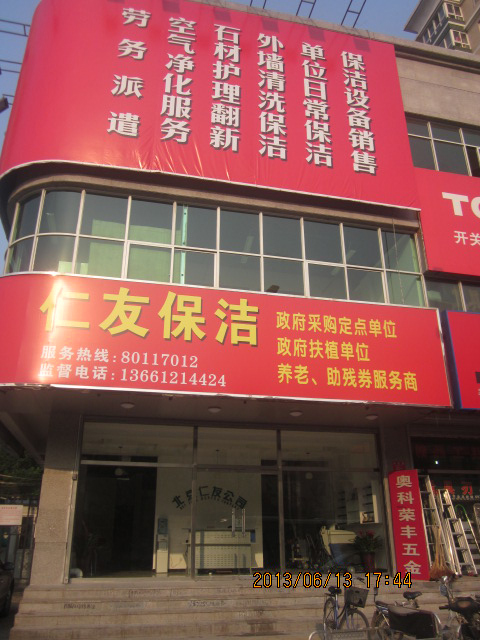 保洁设备销售
单位日常保洁
外墙清洗保洁
石材护理翻新
空气净化服务
劳务派遣
TO
开关
仁友保洁
政府采购定点单位
政府扶植单位
养老、助残券服务商
服务热线:80117012
监督电话:13661214424
奥科荣丰五金
2013/06/13 17:44